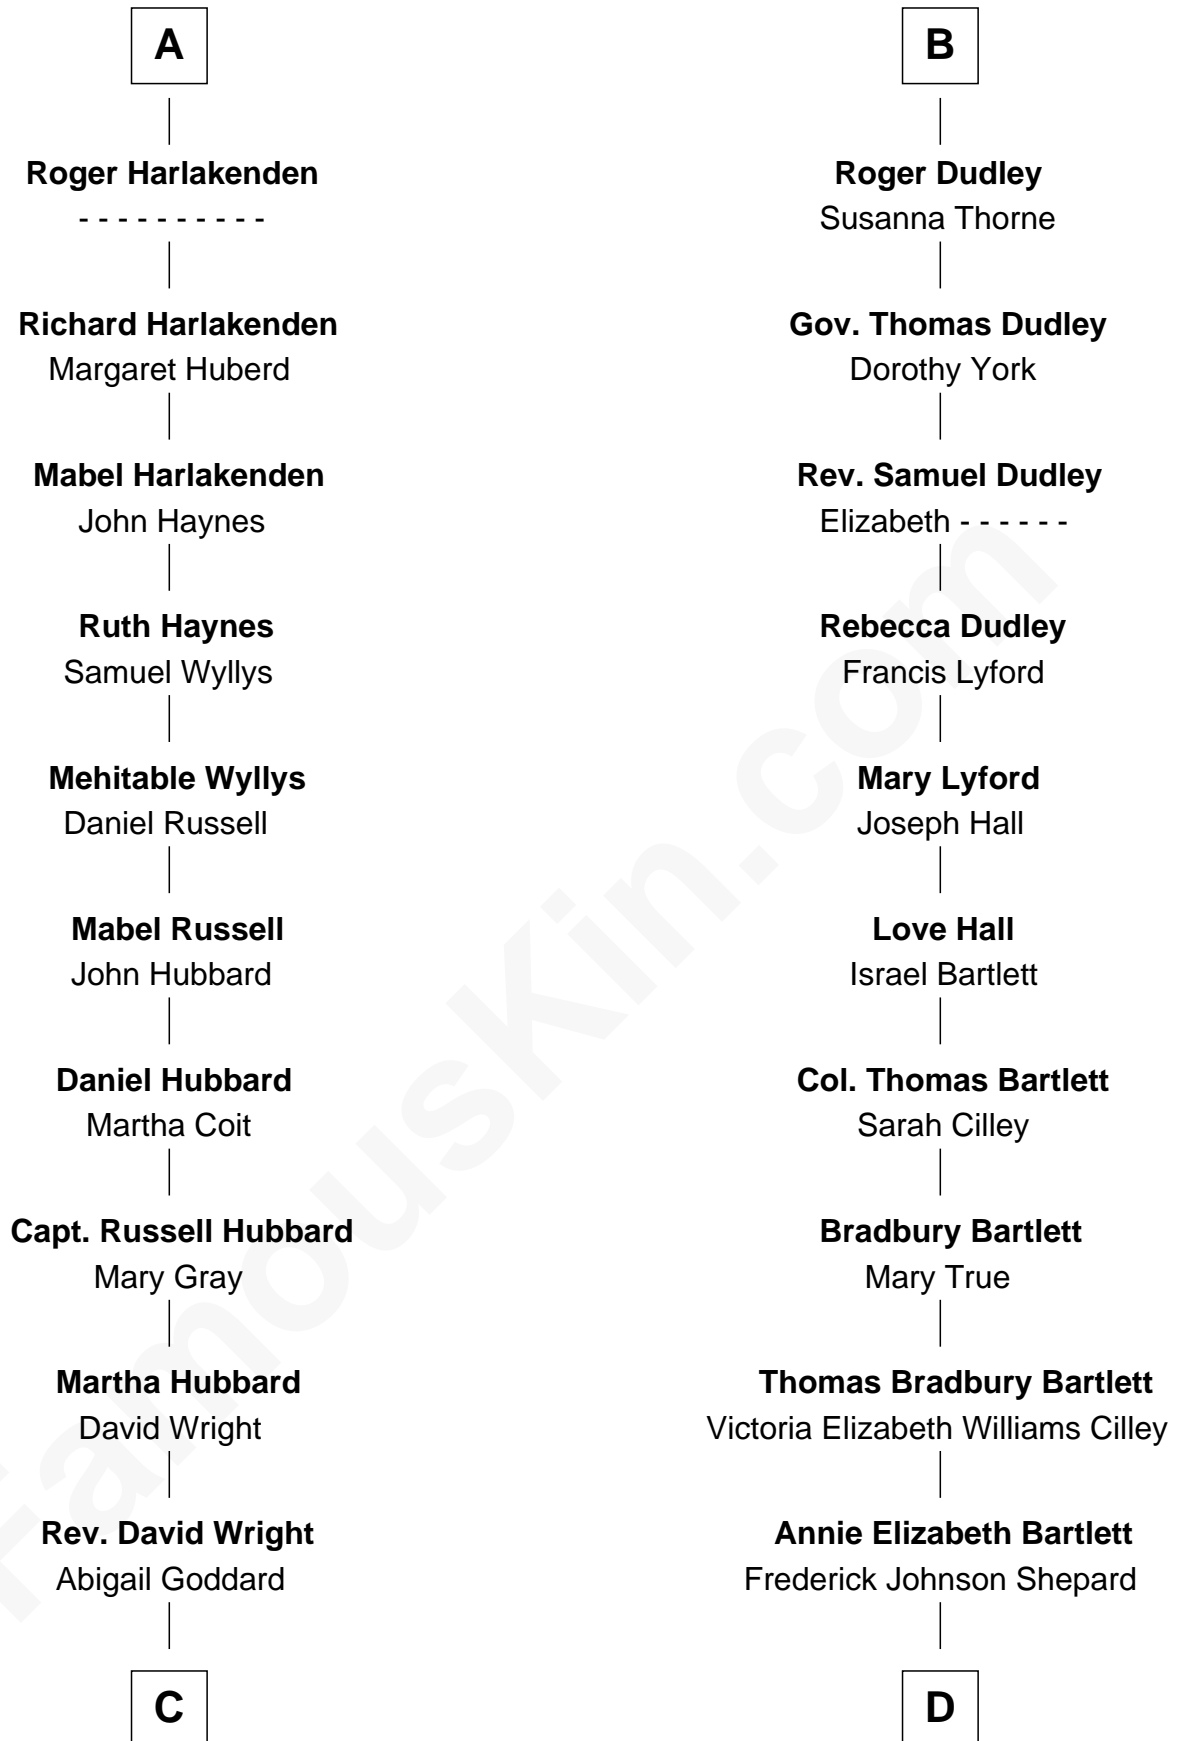 A
Roger Harlakenden
- - - - - - - - - -
Richard Harlakenden
Margaret Huberd
Mabel Harlakenden
John Haynes
Ruth Haynes
Samuel Wyllys
Mehitable Wyllys
Daniel Russell
Mabel Russell
John Hubbard
Daniel Hubbard
Martha Coit
Capt. Russell Hubbard
Mary Gray
Martha Hubbard
David Wright
Rev. David Wright
Abigail Goddard
C
B
Roger Dudley
Susanna Thorne
Gov. Thomas Dudley
Dorothy York
Rev. Samuel Dudley
Elizabeth - - - - - -
Rebecca Dudley
Francis Lyford
Mary Lyford
Joseph Hall
Love Hall
Israel Bartlett
Col. Thomas Bartlett
Sarah Cilley
Bradbury Bartlett
Mary True
Thomas Bradbury Bartlett
Victoria Elizabeth Williams Cilley
Annie Elizabeth Bartlett
Frederick Johnson Shepard
D
FamousKin.com